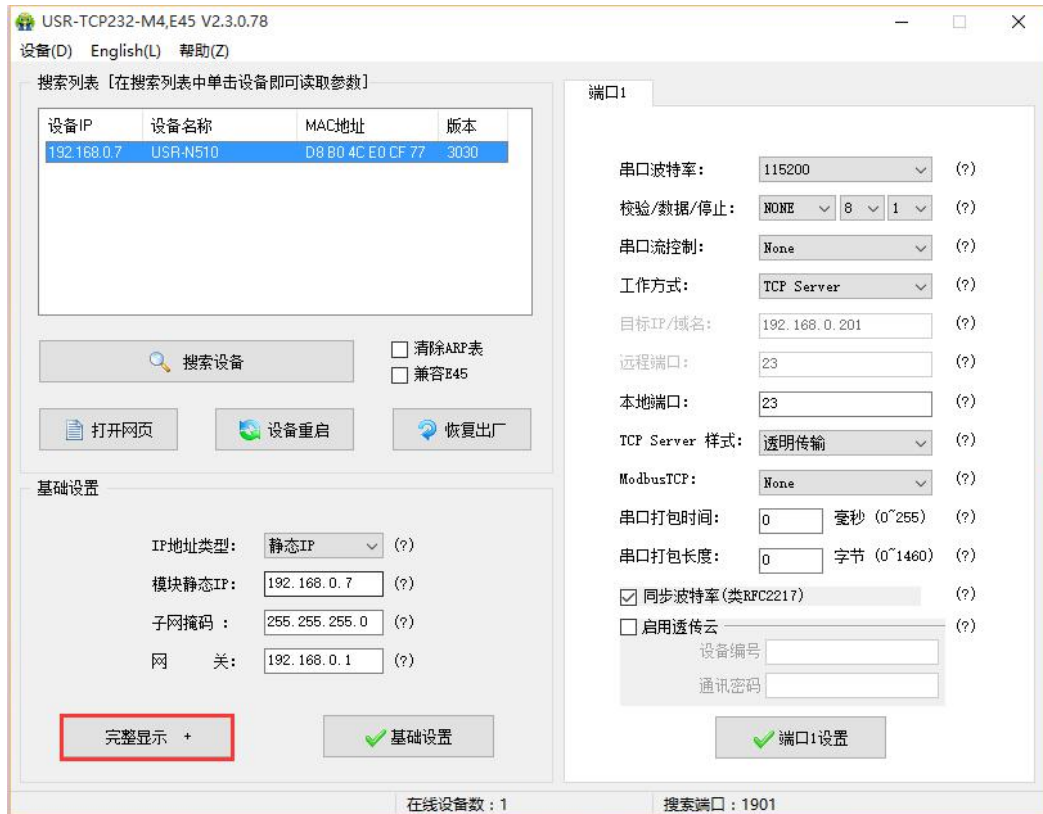 USR-TCP232-M4,E45 V2.3.0.78
设备(D) English(L) 帮助(Z)
搜索列表 [在搜索列表中单击设备即可读取参数]
设备IP 设备名称 MAC地址 版本
192.168.0.7 USR-N510 D8 B0 4C E0 CF 77 3030
搜索设备
清除ARP表
兼容E45
打开网页 设备重启 恢复出厂
基础设置
IP地址类型: 静态IP (?)
模块静态IP: 192.168.0.7 (?)
子网掩码 : 255.255.255.0 (?)
网 关: 192.168.0.1 (?)
完整显示 + 基础设置
端口1
串口波特率: 115200 (?)
校验/数据/停止: NONE 8 1 (?)
串口流控制: None (?)
工作方式: TCP Server (?)
目标IP/域名: 192.168.0.201 (?)
远程端口: 23 (?)
本地端口: 23 (?)
TCP Server 样式: 透明传输 (?)
ModbusTCP: None (?)
串口打包时间: 0 毫秒 (0~255) (?)
串口打包长度: 0 字节 (0~1460) (?)
同步波特率(类RFC2217) (?)
启用透传云 (?)
设备编号
通讯密码
端口1设置
在线设备数:1 搜索端口:1901